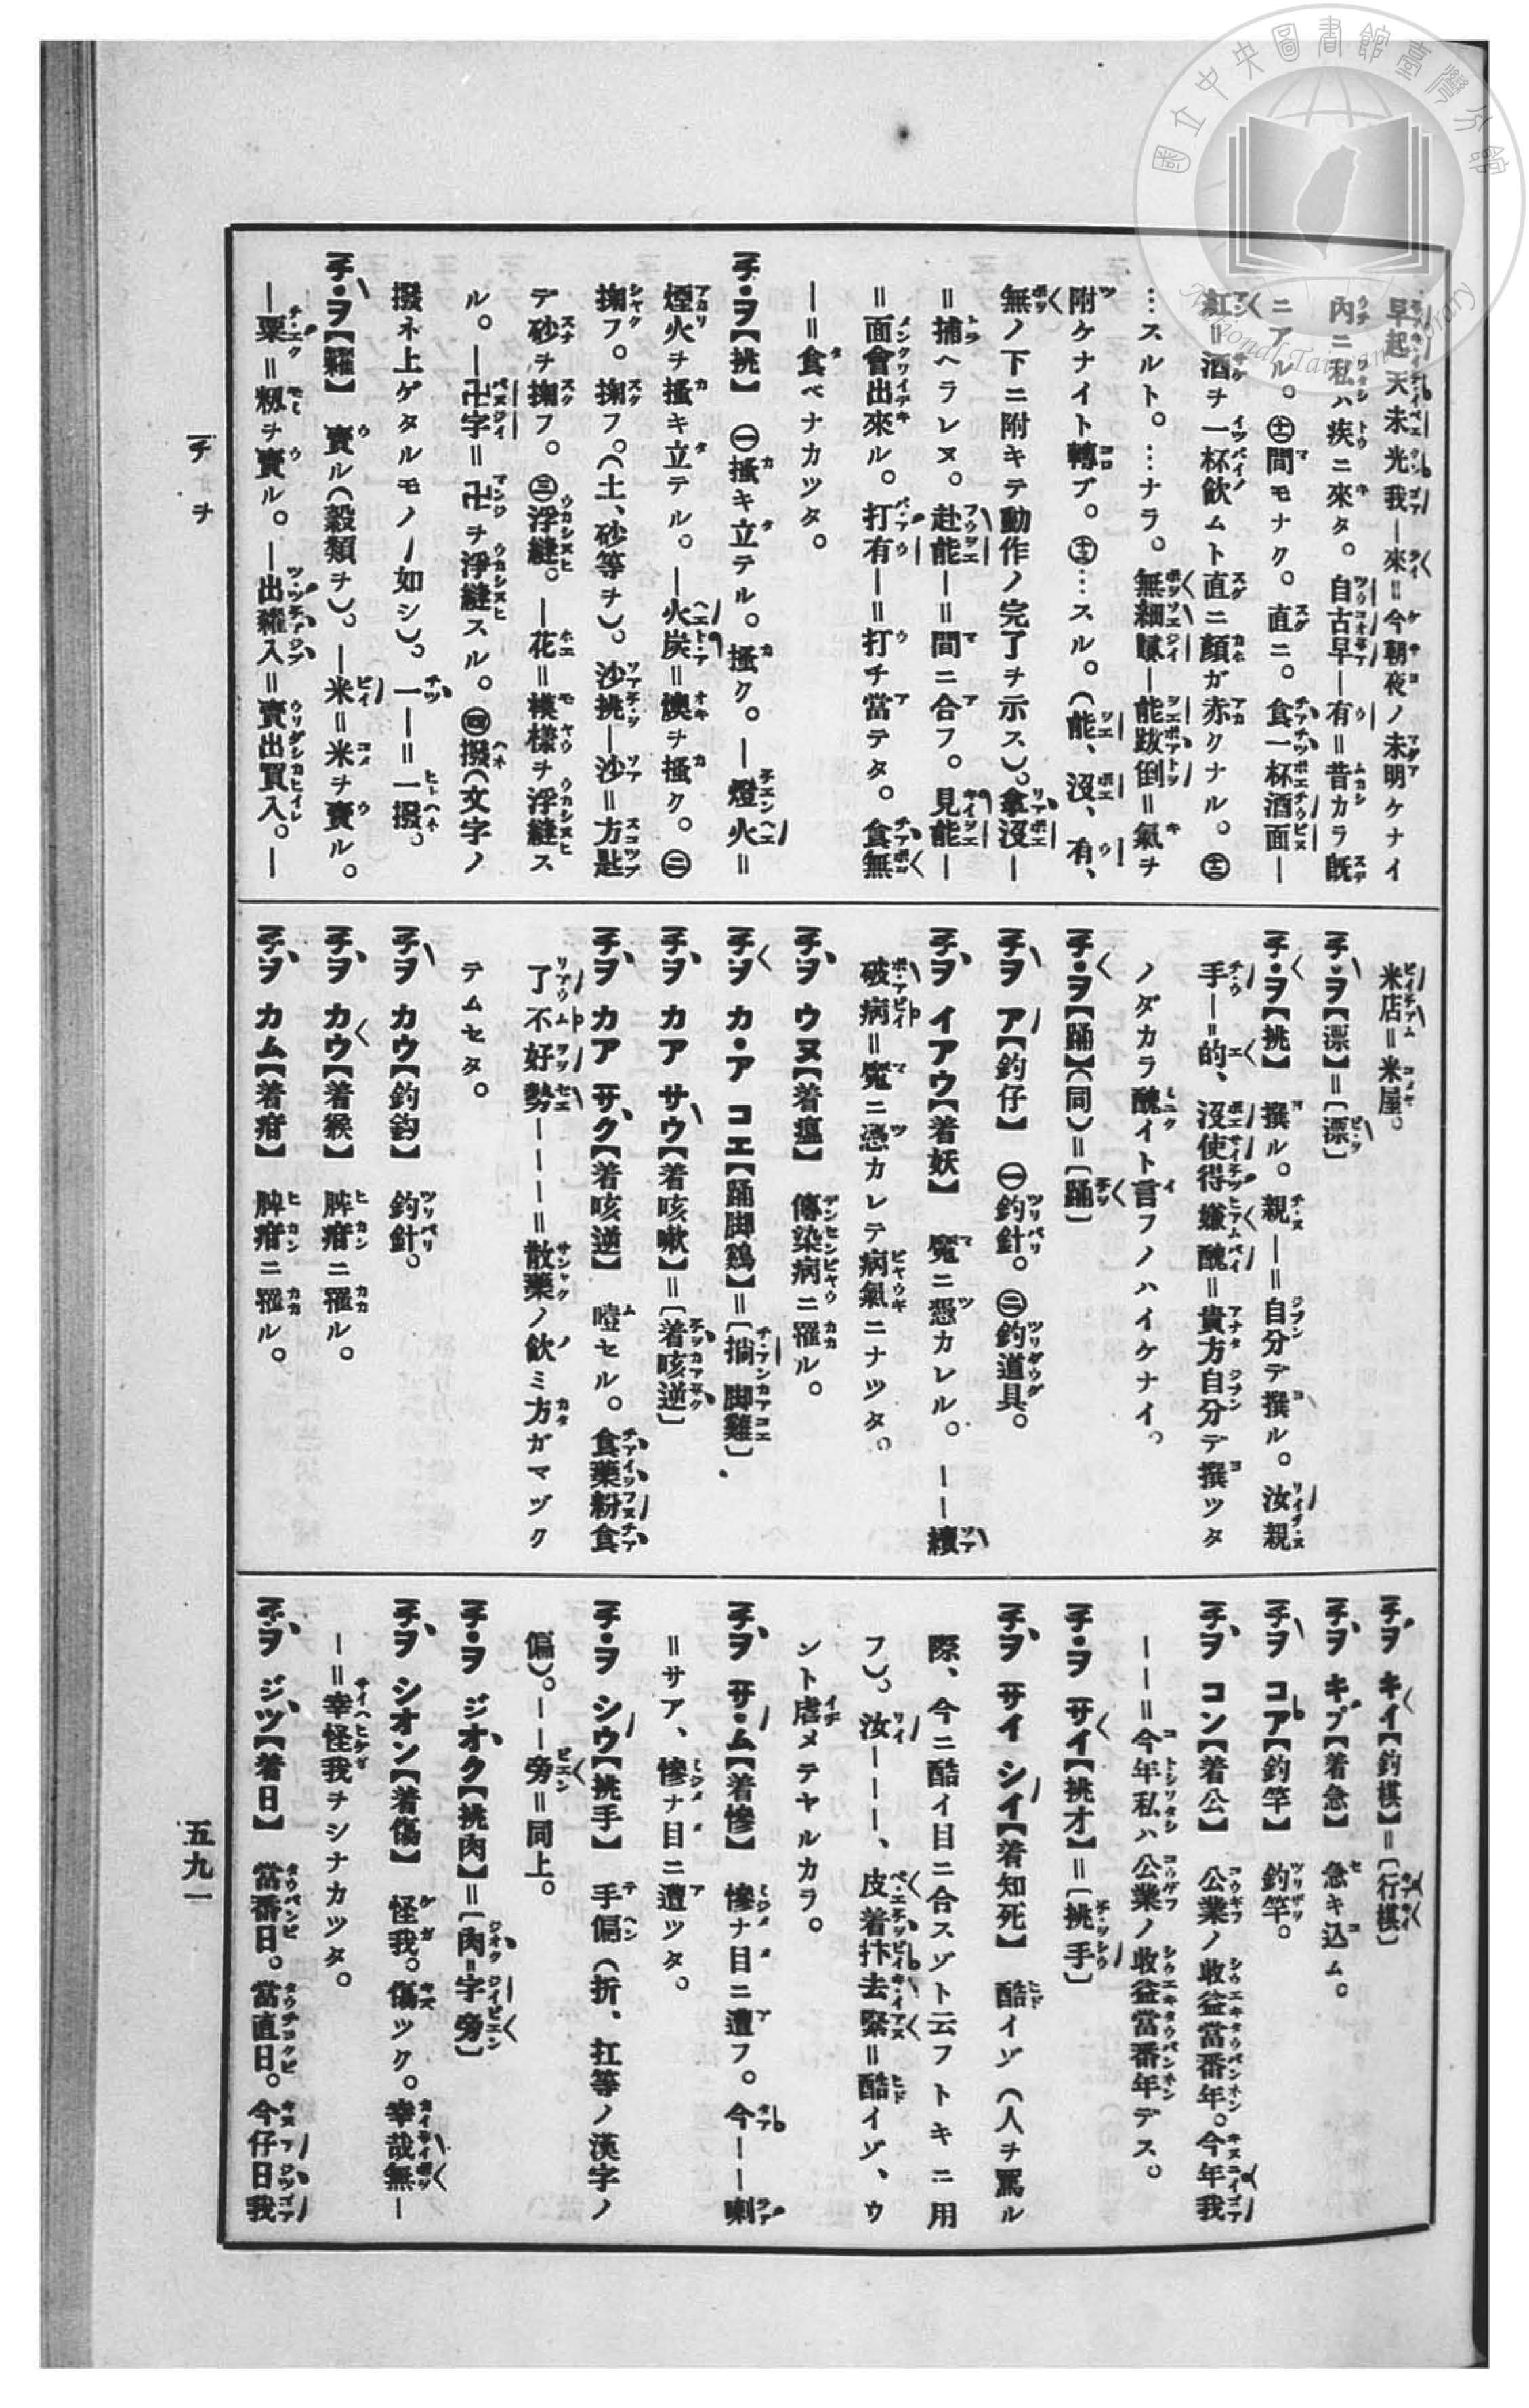 早起天未光我—來＝今朝夜ノ未明ケナイ
內ニ私ハ疾ニ來タ。自古早—有＝昔カラ既
ニアル。㊉間モナク。直ニ。食一杯酒面—
紅＝酒ヲ一杯飮ムト直ニ顏ガ赤クナル。
…スルト。…ナラ。無細膩—能跋倒＝氣ヲ
附ケナイト轉ブ。…スル。（能、沒、有、
無ノ下ニ附キテ動作ノ完了ヲ示ス）。拿沒—
＝捕ヘラレヌ。赴能—＝間ニ合フ。見能—
＝面會出來ル。打有—＝打チ當テタ。食無
—＝食ベナカツタ。
チ・ヲ【挑】 ㊀搔キ立テル。搔ク。—燈火＝
煙火ヲ搔キ立テル。—火炭＝燠ヲ搔ク。㊁
掬フ。掬フ。（土、砂等ヲ）。沙挑—沙＝方匙
デ砂ヲ掬フ。㊂浮縫。—花＝模樣ヲ浮縫ス
ル。—卍字＝卍ヲ浮縫スル。㊃撥（文字ノ
撥ネ上ゲタルモノノ如シ）。一—＝一撥。
チ・ヲ【糶】 賣ル（穀類ヲ）。—米＝米ヲ賣ル。
—粟＝籾ヲ賣ル。—出糴入＝賣出買入。—
米店＝米屋。
チ・ヲ【漂】＝〔漂〕
チ・ヲ【挑】 撰ル。親—＝自分デ撰ル。汝親
手—＝的、沒使得嫌醜＝貴方自分デ撰ツタ
ノダカラ醜イト言フノハイケナイ。
チ・ヲ【踊】（同）＝〔踊〕
チヲ ア【釣仔】 ㊀釣針。㊁釣道具。
チヲ イアウ【着妖】 魔ニ憑カレル。——續
破病＝魔ニ憑カレテ病氣ニナツタ。
チヲ ウヌ【着瘟】 傳染病ニ罹ル。
チヲ カ・ア コエ【踊脚鷄】＝〔踊脚雞〕
チヲ カア サウ【着咳嗽】＝〔着咳逆〕
チヲ カア サク【着咳逆】 噎セル。食藥粉食
了不好勢———＝散藥ノ飮ミ方ガマヅク
テムセタ。
チヲ カウ【釣鈎】 釣針。
チヲ カウ【着猴】 脾疳ニ罹ル。
チヲ カム【着疳】 脾疳ニ罹ル。
チヲ キイ【釣棋】＝〔行棋〕
チヲ キプ【着急】 急キ込ム。
チヲ コア【釣竿】 釣竿。
チヲ コン【着公】 公業ノ收益當番年。今年我
——＝今年私ハ公業ノ收益當番年デス。
チ・ヲ サイ【挑才】＝〔挑手〕
チヲ サイ シイ【着知死】 酷イゾ（人ヲ罵ル
際、今ニ酷イ目ニ合スゾト云フトキニ用
フ）。汝———、皮着抃去緊＝酷イゾ、ウ
ント虐メテヤルカラ。
チヲ サ・ム【着慘】 慘ナ目ニ遭フ。今——喇
＝サア、慘ナ目ニ遭ツタ。
チ・ヲ シウ【挑手】 手偏（折、扛等ノ漢字ノ
偏）。——旁＝同上。
チ・ヲ ジオク【挑肉】＝〔肉字旁〕
チヲ シオン【着傷】 怪我。傷ツク。幸哉無—
—＝幸怪我ヲシナカツタ。
チヲ ジツ【着日】 當番日。當直日。今仔日我
チヲ
五九一
國立中央圖書館臺灣分館